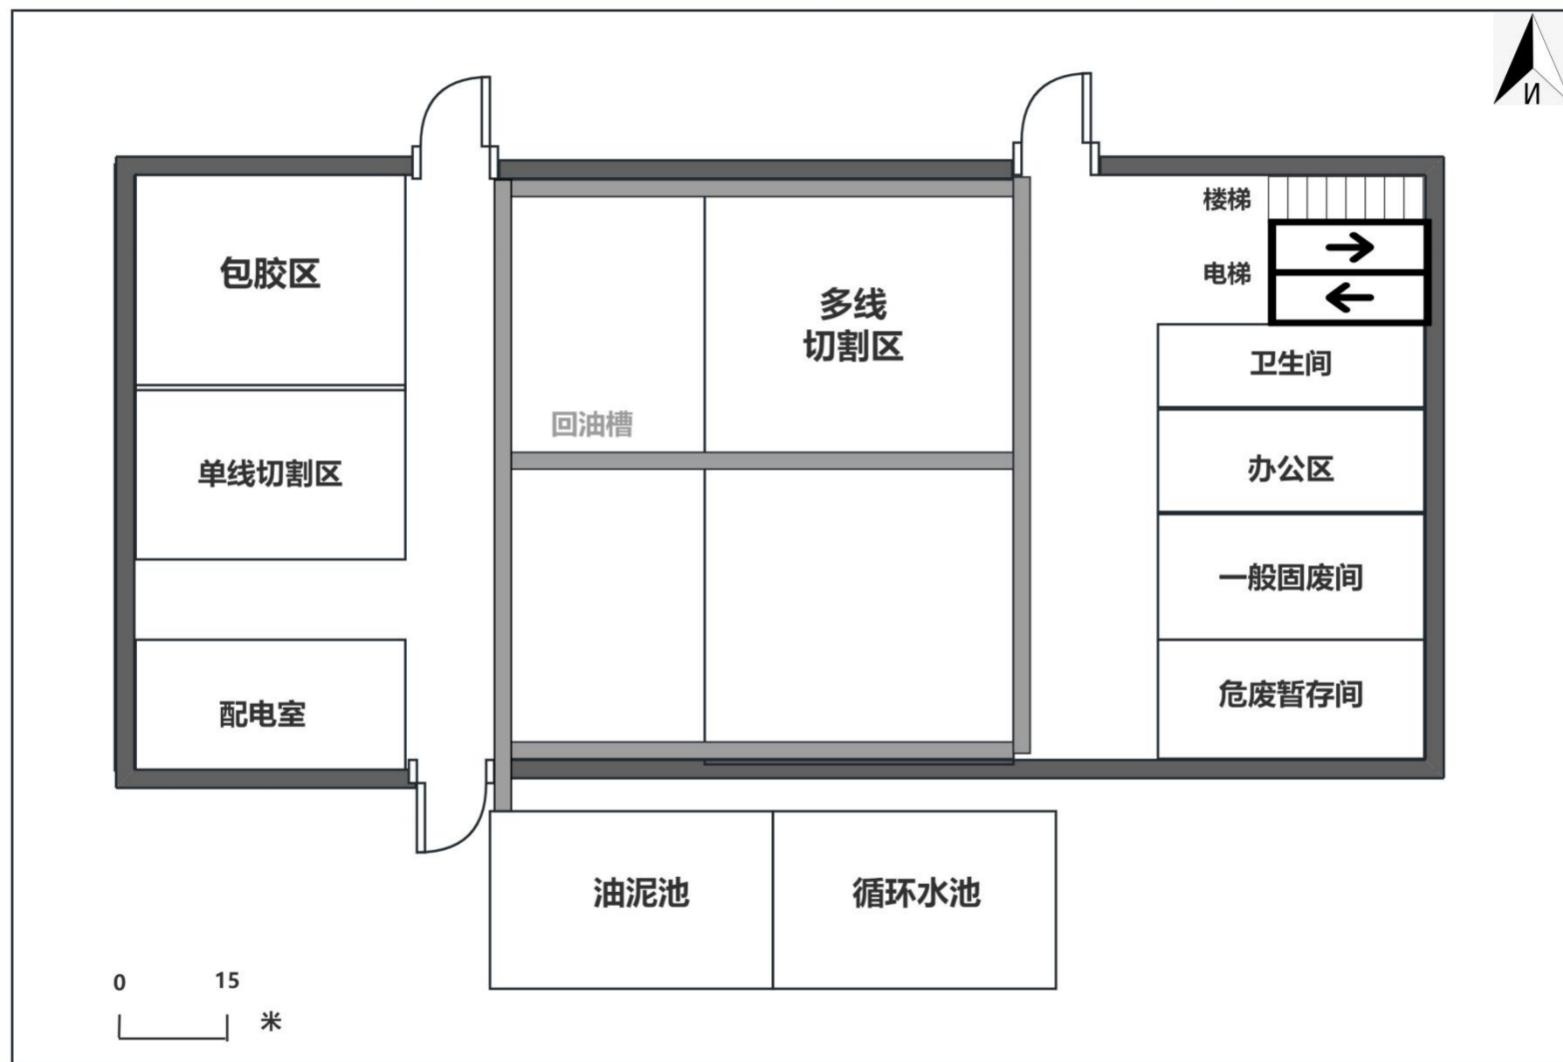 N
楼梯
包胶区
电梯
多线
切割区
卫生间
回油槽
单线切割区
办公区
一般固废间
配电室
危废暂存间
油泥池
循环水池
0
15
米